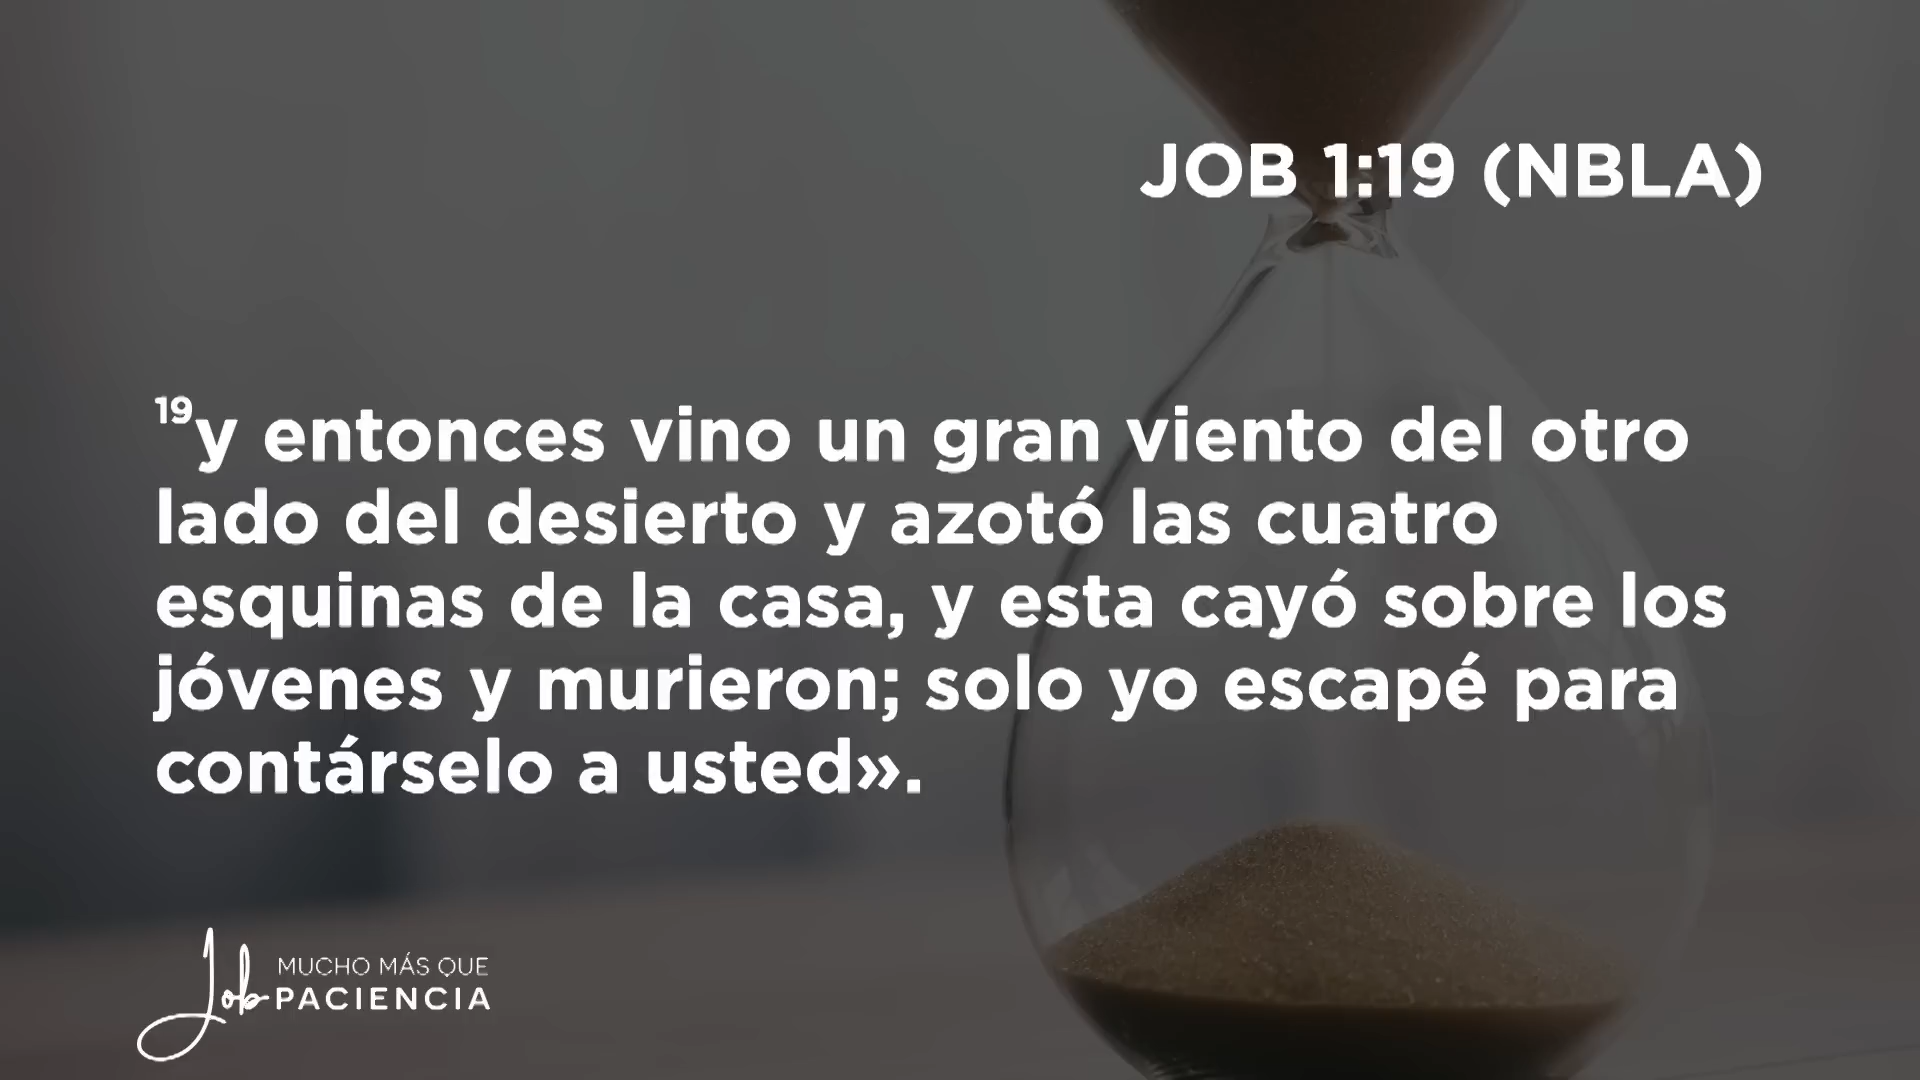 JOB 1:19 (NBLA)
19y entonces vino un gran viento del otro
lado del desierto y azotó las cuatro
esquinas de la casa, y esta cayó sobre los
jóvenes y murieron; solo yo escapé para
contárselo a usted».
Job MUCHO MÁS QUE
PACIENCIA